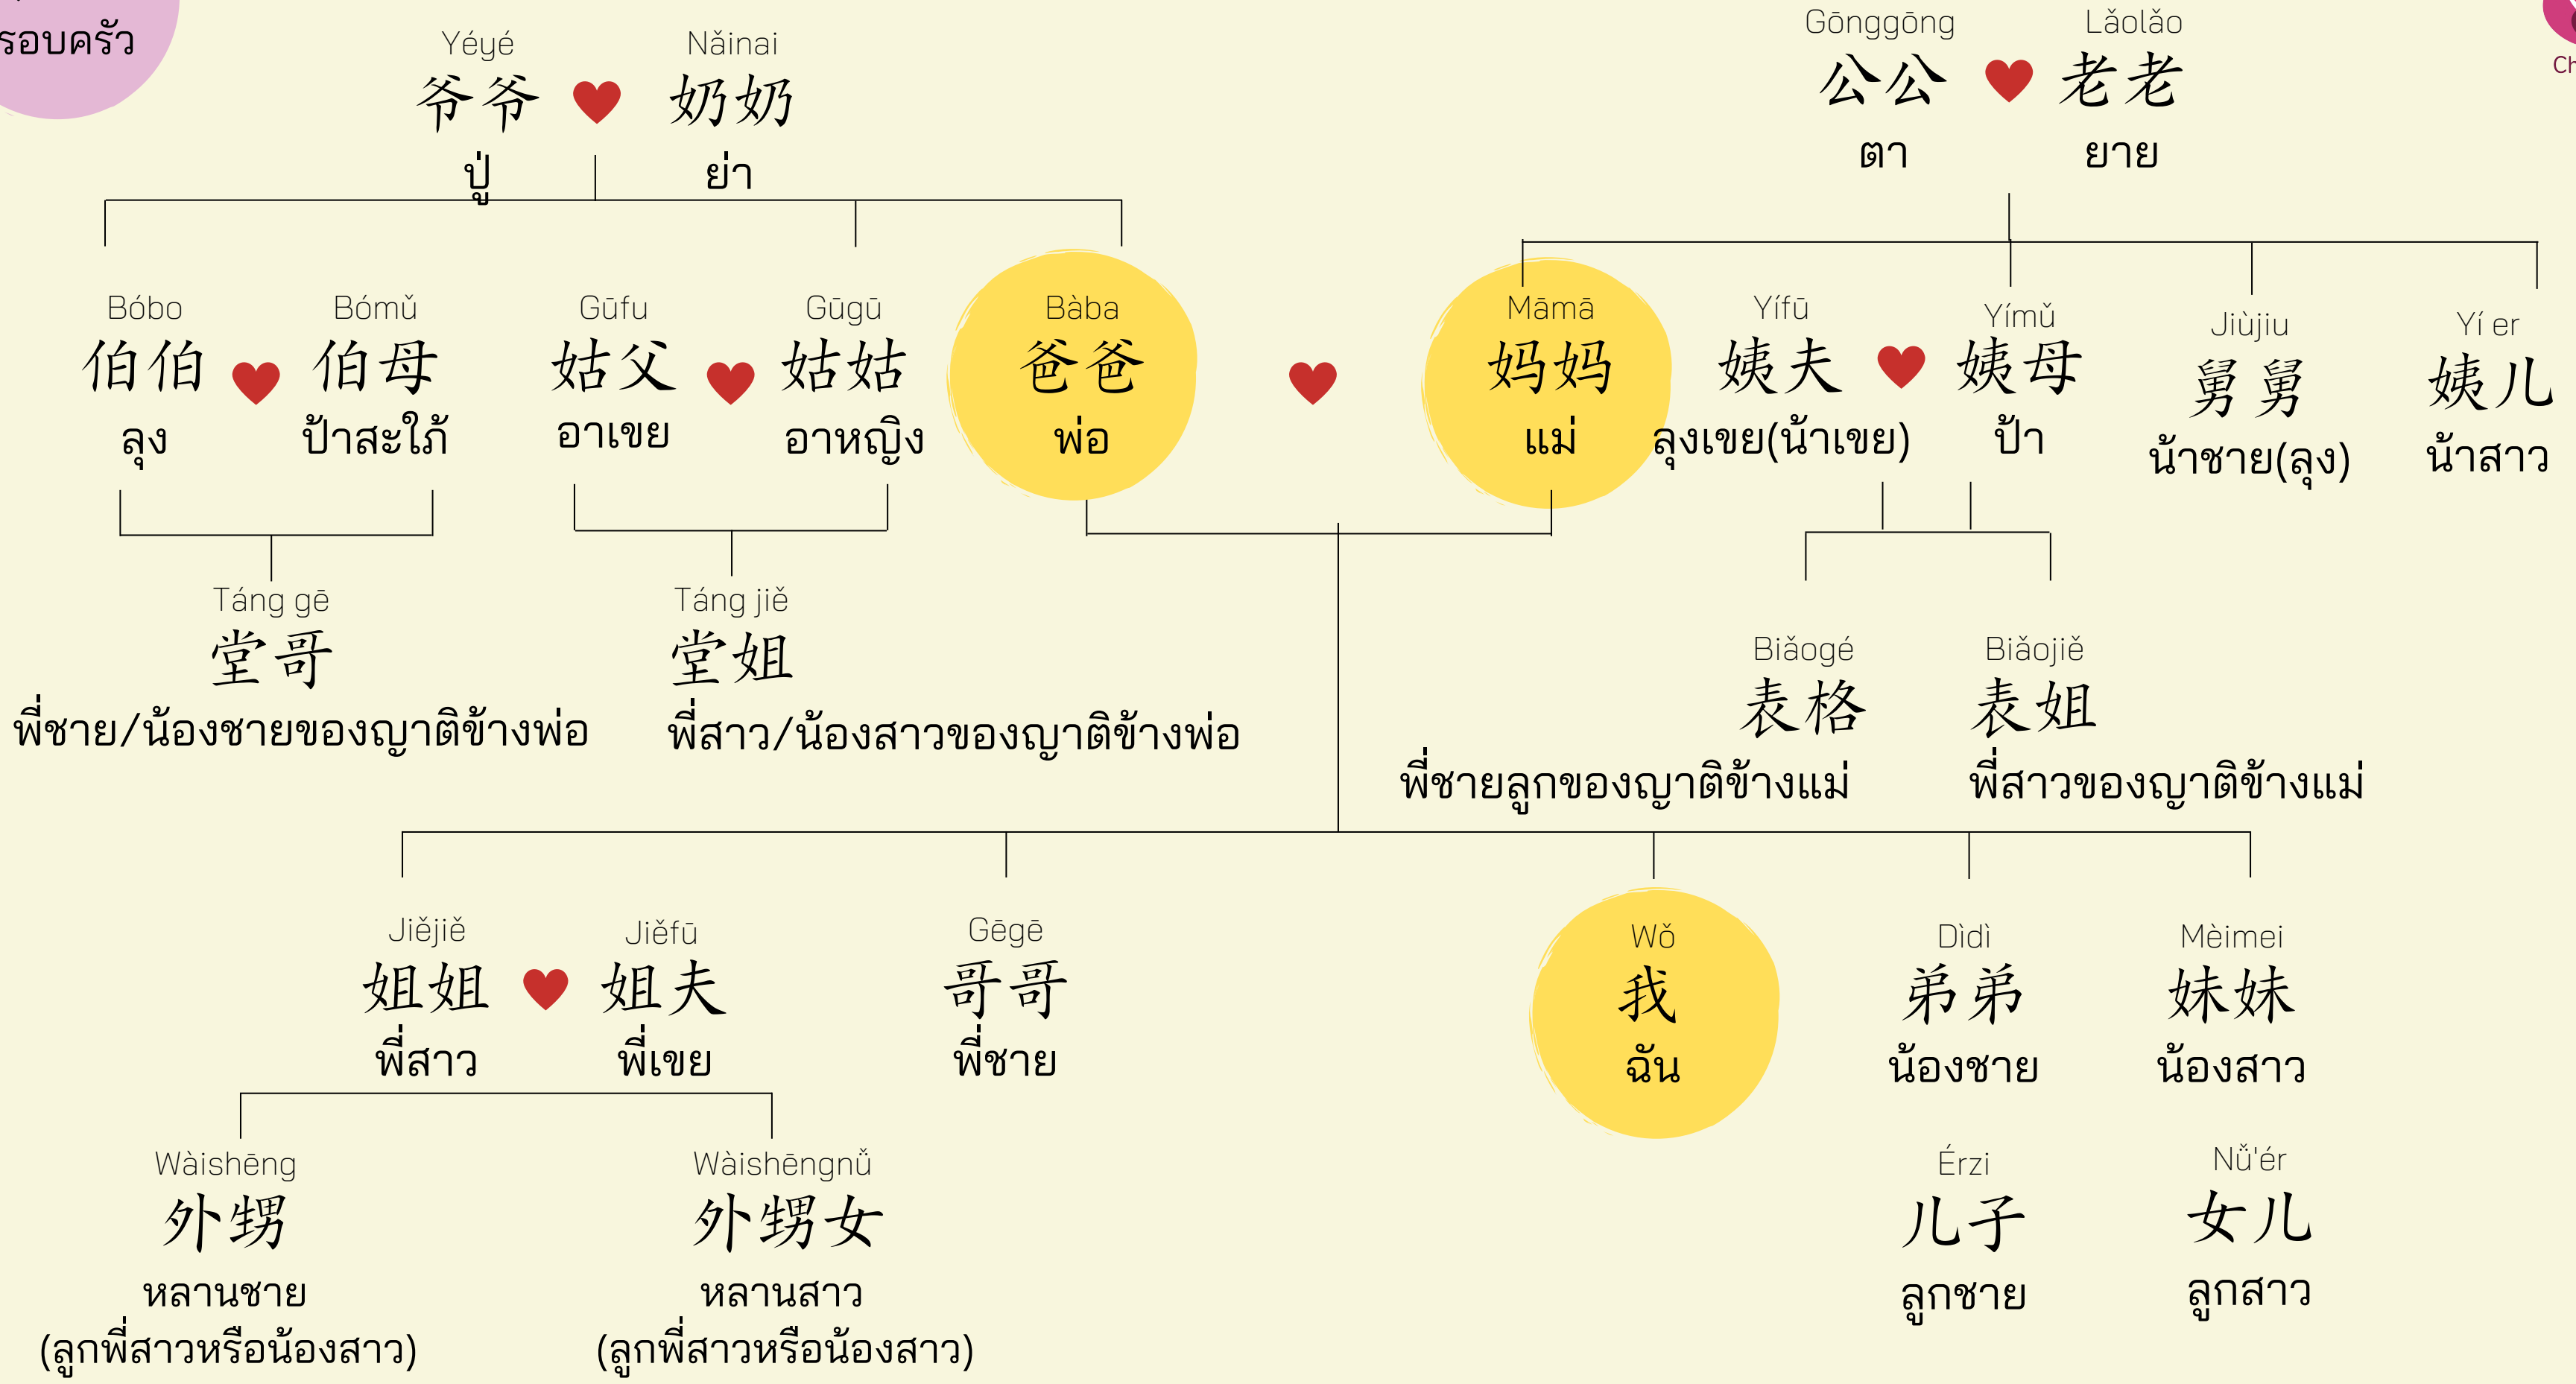 รอบครัว
Yéyé
爷爷
ปู่
Nǎinai
奶奶
ย่า
Gōnggōng
公公
ตา
Lǎolǎo
老老
ยาย
Ch
Bóbo
伯伯
ลุง
Bómǔ
伯母
ป้าสะใภ้
Gūfu
姑父
อาเขย
Gūgū
姑姑
อาหญิง
Bàba
爸爸
พ่อ
Māmā
妈妈
แม่
Yífū
姨夫
ลุงเขย(น้าเขย)
Yímǔ
姨母
ป้า
Jiùjiu
舅舅
น้าชาย(ลุง)
Yí er
姨儿
น้าสาว
Táng gē
堂哥
พี่ชาย/น้องชายของญาติข้างพ่อ
Táng jiě
堂姐
พี่สาว/น้องสาวของญาติข้างพ่อ
Biǎogé
表格
พี่ชายลูกของญาติข้างแม่
Biǎojiě
表姐
พี่สาวของญาติข้างแม่
Jiějiě
姐姐
พี่สาว
Jiěfū
姐夫
พี่เขย
Gēgē
哥哥
พี่ชาย
Wǒ
我
ฉัน
Dìdì
弟弟
น้องชาย
Mèimei
妹妹
น้องสาว
Wàishēng
外甥
หลานชาย
(ลูกพี่สาวหรือน้องสาว)
Wàishēngnǚ
外甥女
หลานสาว
(ลูกพี่สาวหรือน้องสาว)
Érzi
儿子
ลูกชาย
Nǚ'ér
女儿
ลูกสาว